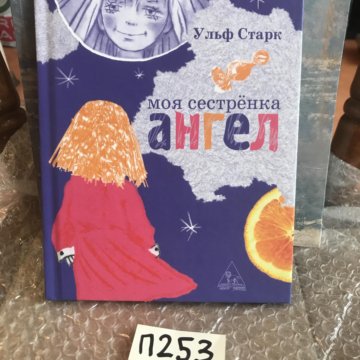 Ульф Старк
моя сестрёнка
ангел
П253